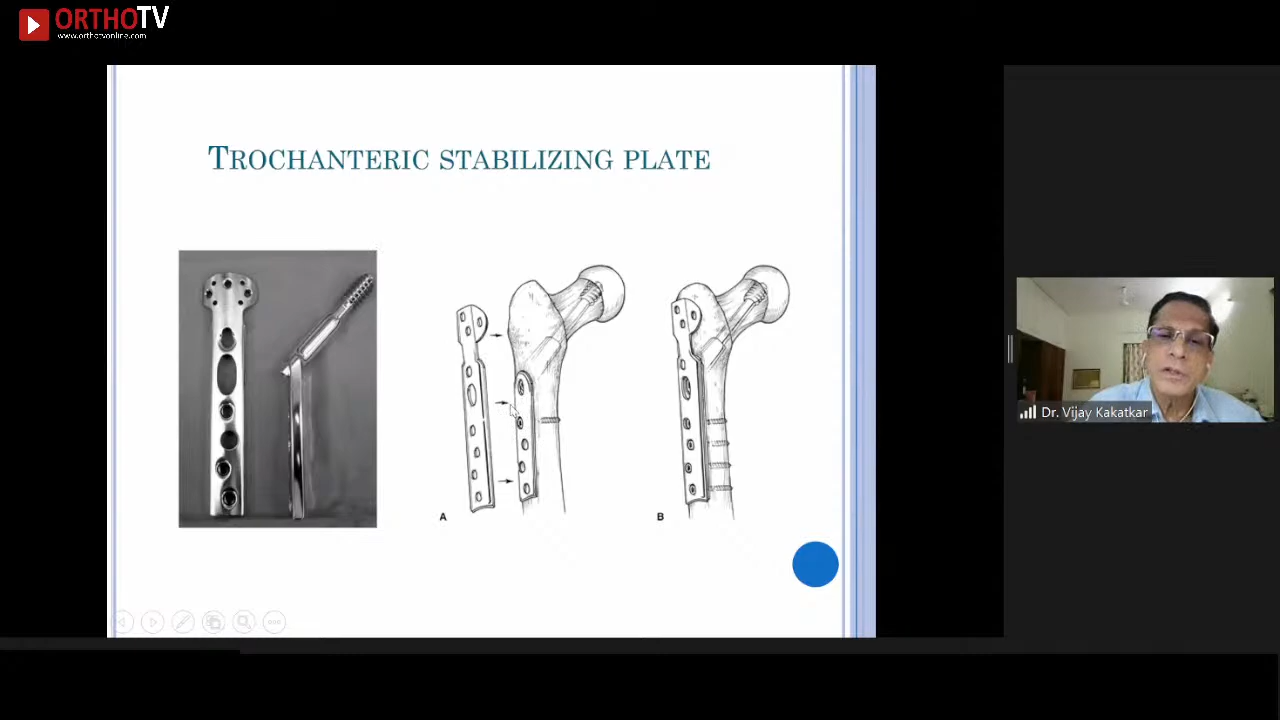 ORTHOTV
www.orthotvonline.com
TROCHANTERIC STABILIZING PLATE
A
B
Dr. Vijay Kakatkar